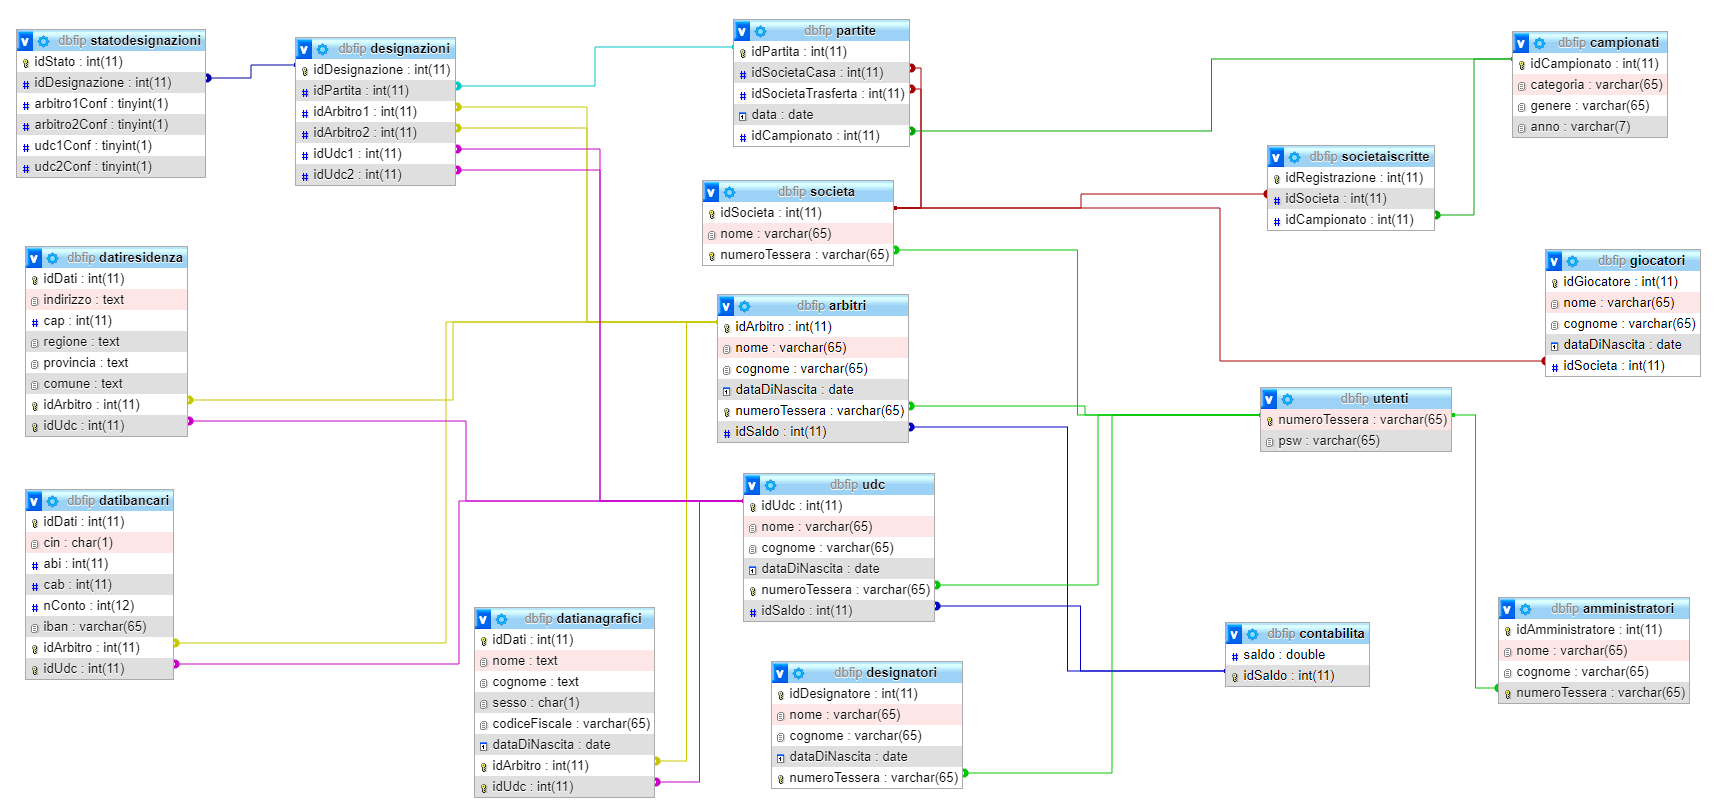 dbfip statodesignazioni
idStato : int(11)
idDesignazione : int(11)
arbitro1Conf : tinyint(1)
arbitro2Conf : tinyint(1)
udc1Conf : tinyint(1)
udc2Conf : tinyint(1)
dbfip designazioni
idDesignazione : int(11)
idPartita : int(11)
idArbitro1 : int(11)
idArbitro2 : int(11)
idUdc1 : int(11)
idUdc2 : int(11)
dbfip partite
idPartita : int(11)
idSocietaCasa : int(11)
idSocietaTrasferta : int(11)
data : date
idCampionato : int(11)
dbfip campionati
idCampionato : int(11)
categoria : varchar(65)
genere : varchar(65)
anno : varchar(7)
dbfip societaiscritte
idRegistrazione : int(11)
idSocieta : int(11)
idCampionato : int(11)
dbfip societa
idSocieta : int(11)
nome : varchar(65)
numeroTessera : varchar(65)
dbfip datiresidenza
idDati : int(11)
indirizzo : text
cap : int(11)
regione : text
provincia : text
comune : text
idArbitro : int(11)
idUdc : int(11)
dbfip giocatori
idGiocatore : int(11)
nome : varchar(65)
cognome : varchar(65)
dataDiNascita : date
idSocieta : int(11)
dbfip arbitri
idArbitro : int(11)
nome : varchar(65)
cognome : varchar(65)
dataDiNascita : date
numeroTessera : varchar(65)
idSaldo : int(11)
dbfip utenti
numeroTessera : varchar(65)
psw : varchar(65)
dbfip datibancari
idDati : int(11)
cin : char(1)
abi : int(11)
cab : int(11)
nConto : int(12)
iban : varchar(65)
idArbitro : int(11)
idUdc : int(11)
dbfip udc
idUdc : int(11)
nome : varchar(65)
cognome : varchar(65)
dataDiNascita : date
numeroTessera : varchar(65)
idSaldo : int(11)
dbfip datianagrafici
idDati : int(11)
nome : text
cognome : text
sesso : char(1)
codiceFiscale : varchar(65)
dataDiNascita : date
idArbitro : int(11)
idUdc : int(11)
dbfip designatori
idDesignatore : int(11)
nome : varchar(65)
cognome : varchar(65)
dataDiNascita : date
numeroTessera : varchar(65)
dbfip contabilita
saldo : double
idSaldo : int(11)
dbfip amministratori
idAmministratore : int(11)
nome : varchar(65)
cognome : varchar(65)
numeroTessera : varchar(65)